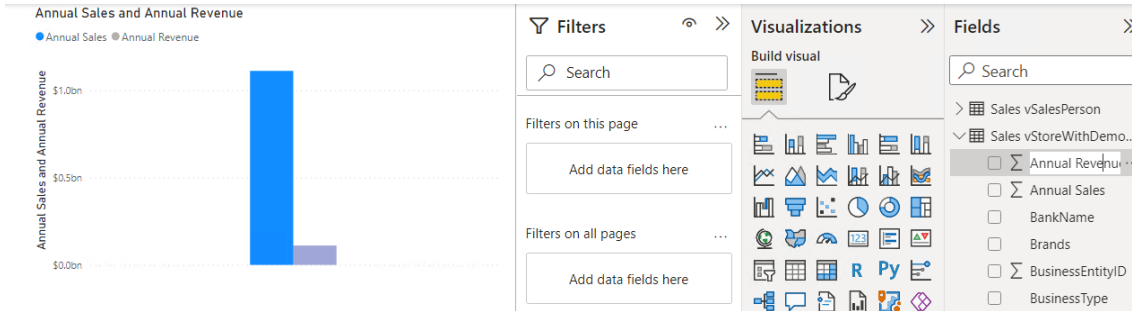 Annual Sales and Annual Revenue
Annual Sales Annual Revenue
Annual Sales and Annual Revenue
$1.0bn
$0.5bn
$0.0bn
Filters
Search
Filters on this page
...
Add data fields here
Filters on all pages
...
Add data fields here
Visualizations
Build visual
123
R Py
Fields
Search
Sales vSalesPerson
Sales vStoreWithDemo...
Σ Annual Revenu
Σ Annual Sales
BankName
Brands
Σ BusinessEntityID
BusinessType